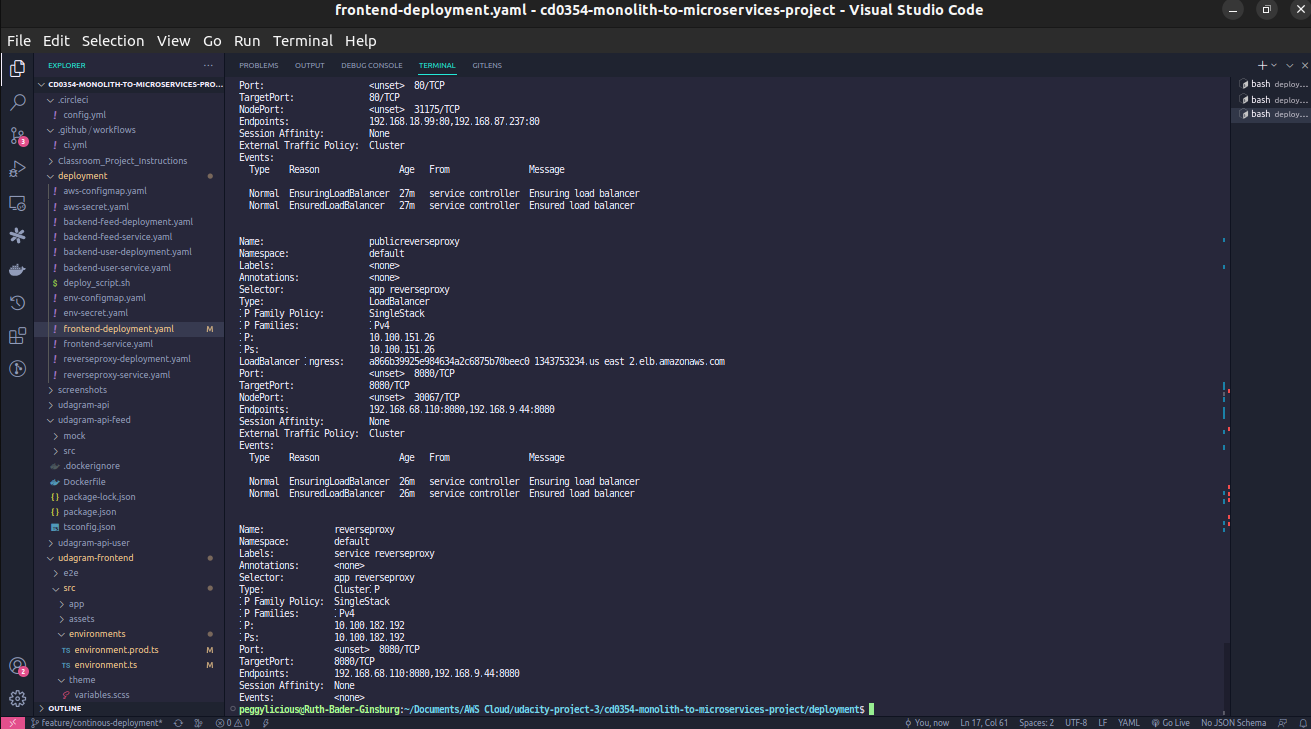 frontend-deployment.yaml - cd0354-monolith-to-microservices-project - Visual Studio Code
File Edit Selection View Go Run Terminal Help
EXPLORER ...
CD0354-MONOLITH-TO-MICROSERVICES-PRO...
.circleci
! config.yml
.github / workflows
! ci.yml
Classroom_Project_Instructions
deployment
! aws-configmap.yaml
! aws-secret.yaml
! backend-feed-deployment.yaml
! backend-feed-service.yaml
! backend-user-deployment.yaml
! backend-user-service.yaml
$ deploy_script.sh
! env-configmap.yaml
! env-secret.yaml
! frontend-deployment.yaml M
! frontend-service.yaml
! reverseproxy-deployment.yaml
! reverseproxy-service.yaml
screenshots
udagram-api
udagram-api-feed
mock
src
.dockerignore
Dockerfile
{} package-lock.json
{} package.json
tsconfig.json
udagram-api-user
udagram-frontend
e2e
src
app
assets
environments
TS environment.prod.ts M
TS environment.ts M
theme
variables.scss
OUTLINE
3
2
PROBLEMS OUTPUT DEBUG CONSOLE TERMINAL GITLENS
Port: <unset> 80/TCP
TargetPort: 80/TCP
NodePort: <unset> 31175/TCP
Endpoints: 192.168.18.99:80,192.168.87.237:80
Session Affinity: None
External Traffic Policy: Cluster
Events:
Type Reason Age From Message
Normal EnsuringLoadBalancer 27m service controller Ensuring load balancer
Normal EnsuredLoadBalancer 27m service controller Ensured load balancer
Name: publicreverseproxy
Namespace: default
Labels: <none>
Annotations: <none>
Selector: app reverseproxy
Type: LoadBalancer
P Family Policy: SingleStack
P Families: Pv4
P: 10.100.151.26
Ps: 10.100.151.26
LoadBalancer ngress: a866b39925e984634a2c6875b70beec0 1343753234.us east 2.elb.amazonaws.com
Port: <unset> 8080/TCP
TargetPort: 8080/TCP
NodePort: <unset> 30067/TCP
Endpoints: 192.168.68.110:8080,192.168.9.44:8080
Session Affinity: None
External Traffic Policy: Cluster
Events:
Type Reason Age From Message
Normal EnsuringLoadBalancer 26m service controller Ensuring load balancer
Normal EnsuredLoadBalancer 26m service controller Ensured load balancer
Name: reverseproxy
Namespace: default
Labels: service reverseproxy
Annotations: <none>
Selector: app reverseproxy
Type: Cluster P
P Family Policy: SingleStack
P Families: Pv4
P: 10.100.182.192
Ps: 10.100.182.192
Port: <unset> 8080/TCP
TargetPort: 8080/TCP
Endpoints: 192.168.68.110:8080,192.168.9.44:8080
Session Affinity: None
Events: <none>
peggylicious@Ruth-Bader-Ginsburg:~/Documents/AWS Cloud/udacity-project-3/cd0354-monolith-to-microservices-project/deployment$
bash deploy...
bash deploy...
bash deploy...
feature/continous-deployment* 0 0 You, now Ln 17, Col 61 Spaces: 2 UTF-8 LF YAML Go Live No JSON Schema